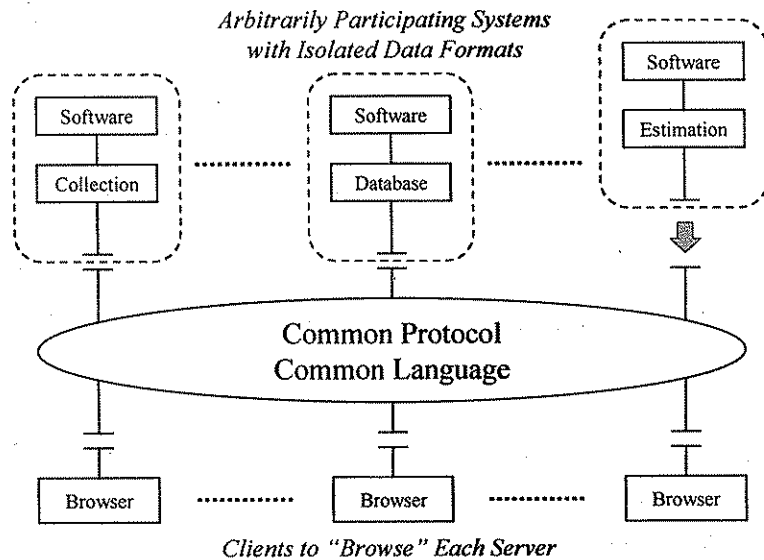 Arbitrarily Participating Systems
with Isolated Data Formats
Software
Collection
Software
Database
Software
Estimation
Common Protocol
Common Language
Browser
Browser
Browser
Clients to "Browse" Each Server